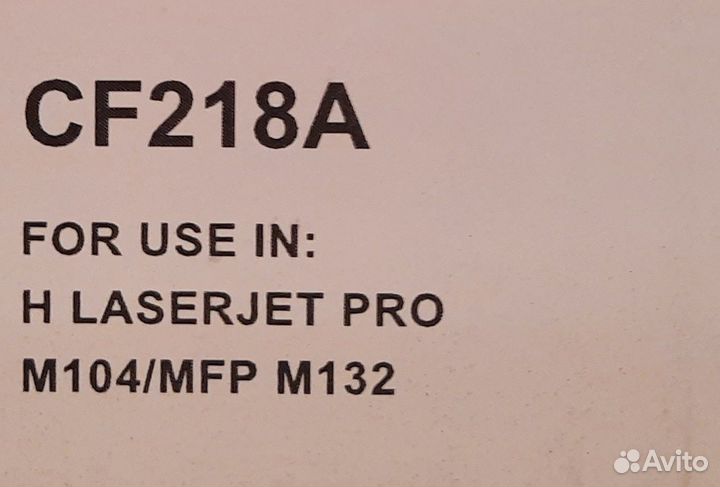 CF218A
FOR USE IN:
H LASERJET PRO
M104/MFP M132
Avito